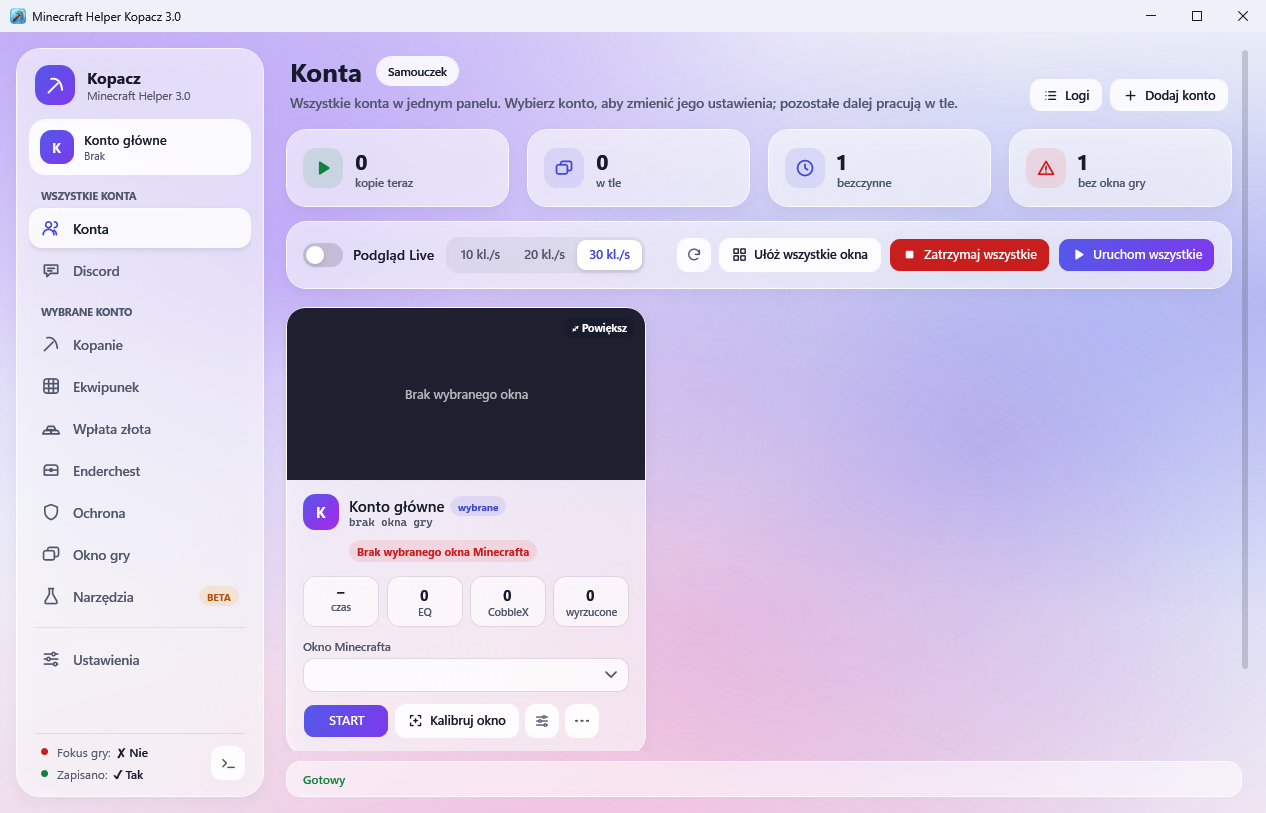 Minecraft Helper Kopacz 3.0
Kopacz
Minecraft Helper 3.0
K
Konto główne
Brak
WSZYSTKIE KONTA
Konta
Discord
WYBRANE KONTO
Kopanie
Ekwipunek
Wpłata złota
Enderchest
Ochrona
Okno gry
Narzędzia BETA
Ustawienia
Fokus gry: ✗ Nie
Zapisano: ✓ Tak
Konta Samouczek
Wszystkie konta w jednym panelu. Wybierz konto, aby zmienić jego ustawienia; pozostałe dalej pracują w tle.
Logi
Dodaj konto
0
kopie teraz
0
w tle
1
bezczynne
1
bez okna gry
Podgląd Live 10 kl./s 20 kl./s 30 kl./s Ułóż wszystkie okna Zatrzymaj wszystkie Uruchom wszystkie
Powiększ
Brak wybranego okna
K
Konto główne wybrane
brak okna gry
Brak wybranego okna Minecrafta
–
czas
0
EQ
0
CobbleX
0
wyrzucone
Okno Minecrafta
START Kalibruj okno
Gotowy